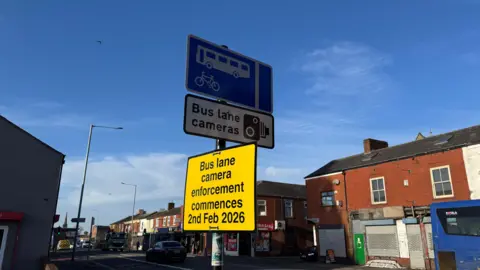 Bus lane
cameras
Bus lane
camera
enforcement
commences
2nd Feb 2026